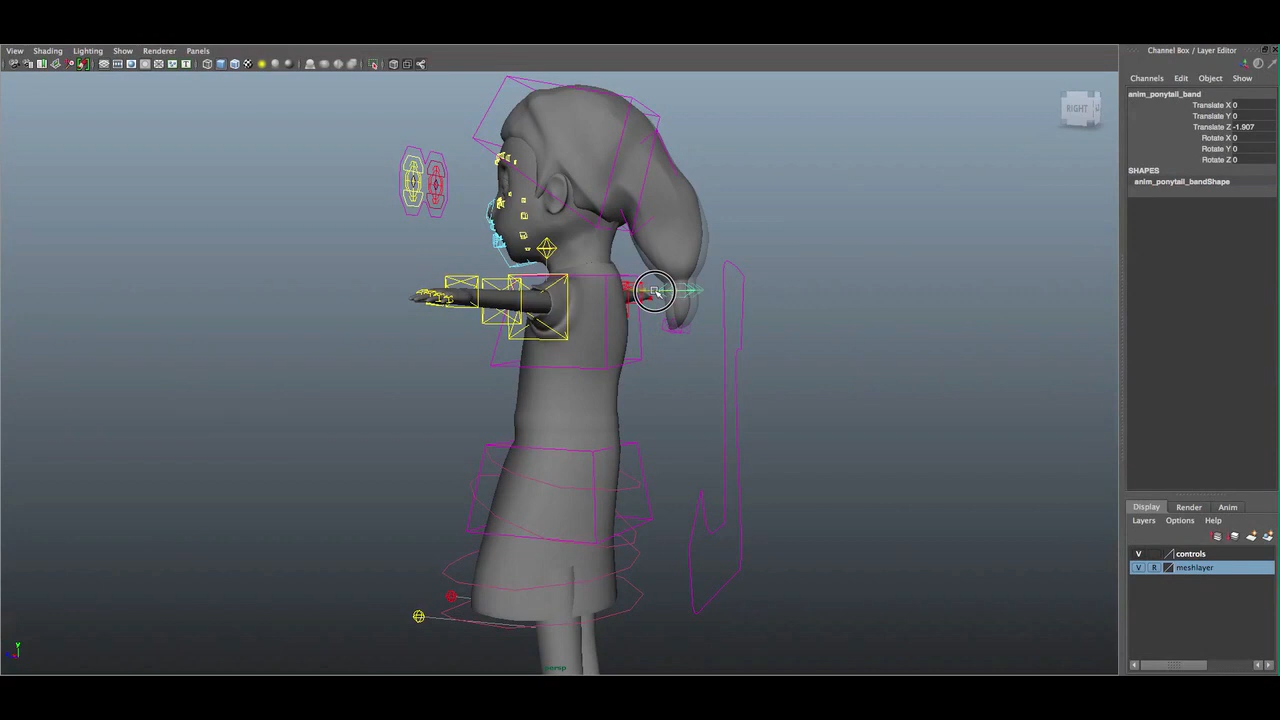 View Shading Lighting Show Renderer Panels
Channel Box / Layer Editor
Channels Edit Object Show
anim_ponytail_band
Translate X 0
Translate Y 0
Translate Z -1.907
Rotate X 0
Rotate Y 0
Rotate Z 0
SHAPES
anim_ponytail_bandShape
RIGHT
Display Render Anim
Layers Options Help
V controls
V R meshlayer
Y
persp